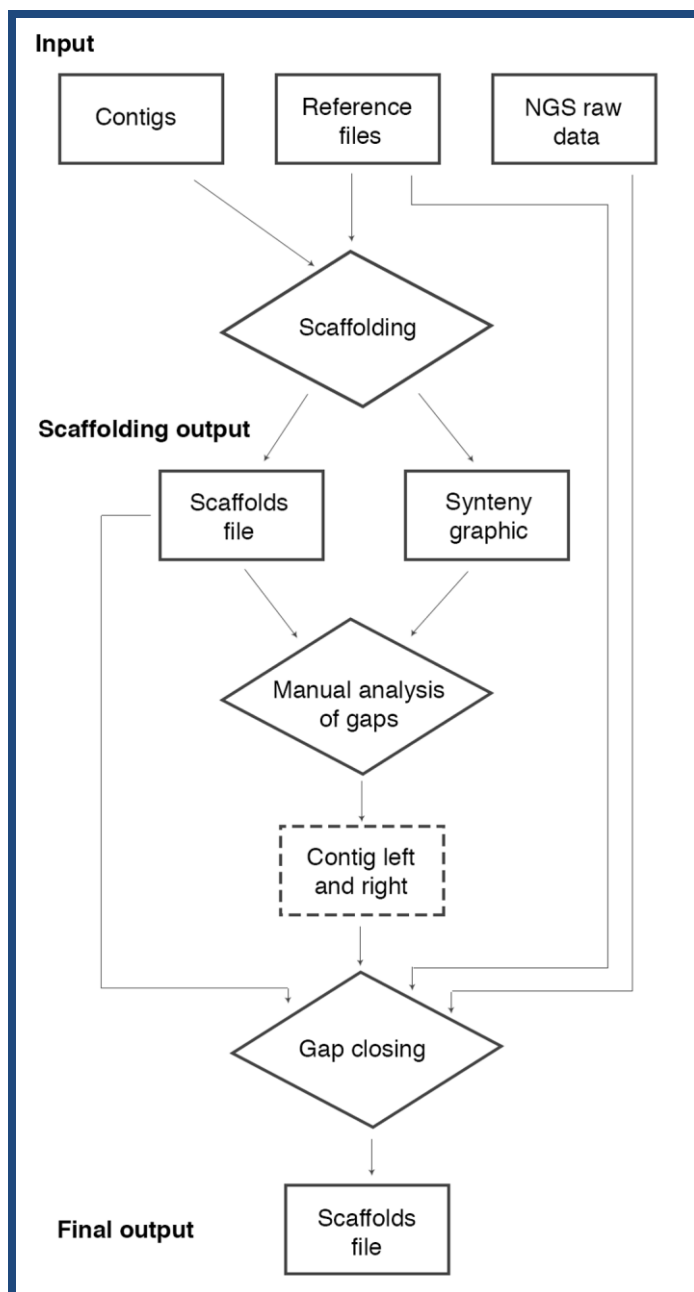 Input
Contigs
Reference
files
NGS raw
data
Scaffolding
Scaffolding output
Scaffolds
file
Synteny
graphic
Manual analysis
of gaps
Contig left
and right
Gap closing
Final output
Scaffolds
file